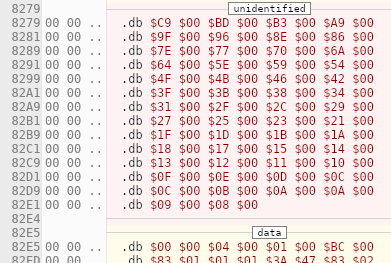 8279 unidentified
8279 00 00 .. .db $C9 $00 $BD $00 $B3 $00 $A9 $00
8281 00 00 .. .db $9F $00 $96 $00 $8E $00 $86 $00
8289 00 00 .. .db $7E $00 $77 $00 $70 $00 $6A $00
8291 00 00 .. .db $64 $00 $5E $00 $59 $00 $54 $00
8299 00 00 .. .db $4F $00 $4B $00 $46 $00 $42 $00
82A1 00 00 .. .db $3F $00 $3B $00 $38 $00 $34 $00
82A9 00 00 .. .db $31 $00 $2F $00 $2C $00 $29 $00
82B1 00 00 .. .db $27 $00 $25 $00 $23 $00 $21 $00
82B9 00 00 .. .db $1F $00 $1D $00 $1B $00 $1A $00
82C1 00 00 .. .db $18 $00 $17 $00 $15 $00 $14 $00
82C9 00 00 .. .db $13 $00 $12 $00 $11 $00 $10 $00
82D1 00 00 .. .db $0F $00 $0E $00 $0D $00 $0C $00
82D9 00 00 .. .db $0C $00 $0B $00 $0A $00 $0A $00
82E1 00 00 .. .db $09 $00 $08 $00
82E4
82E5 data
82E5 00 00 .. .db $00 $00 $04 $00 $01 $00 $BC $00
82ED 00 00 .. .db $83 $01 $01 $01 $3A $47 $83 $02